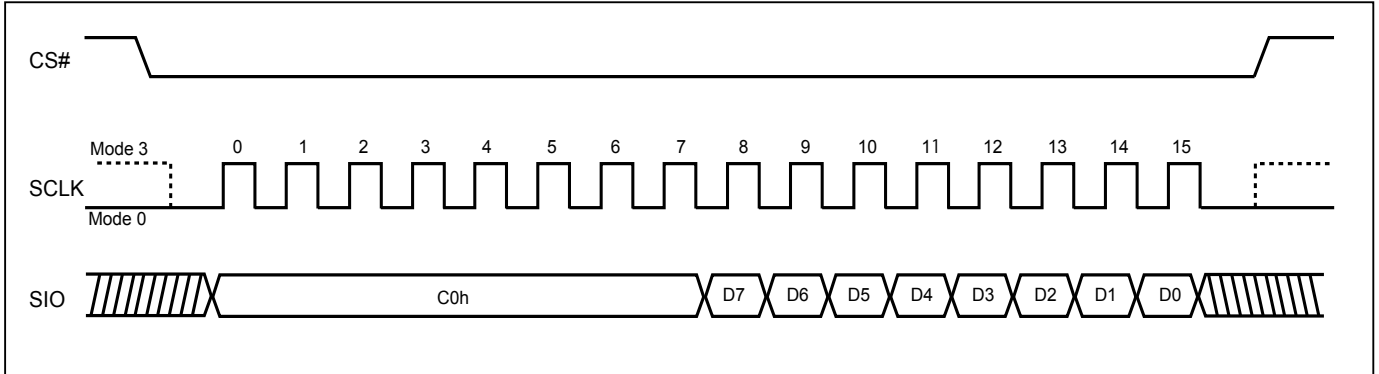 CS#
Mode 3
0 1 2 3 4 5 6 7 8 9 10 11 12 13 14 15
SCLK
Mode 0
SIO
C0h D7 D6 D5 D4 D3 D2 D1 D0